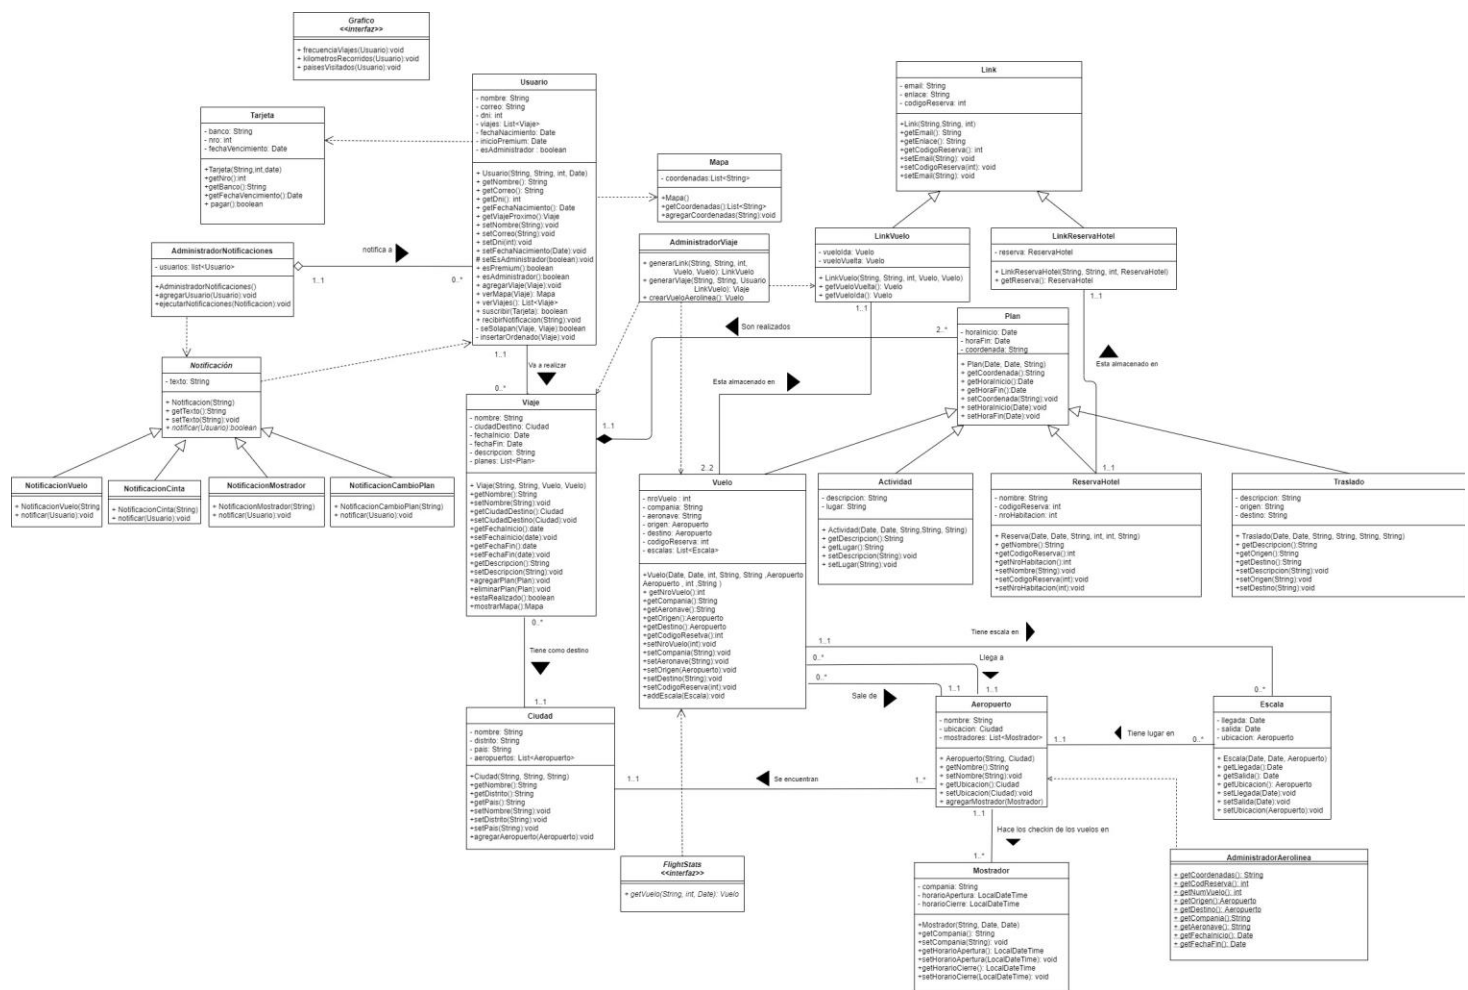 Grafico
<<interfaz>>
+ frecuenciaViajes(Usuario):void
+ kilometrosRecorridos(Usuario):void
+ paisesVisitados(Usuario):void
Usuario
- nombre: String
- correo: String
- dni: int
- viajes: List<Viaje>
- fechaNacimiento: Date
- inicioPremium: Date
- esAdministrador : boolean
+ Usuario(String, String, int, Date)
+ getNombre(): String
+ getCorreo(): String
+ getDni(): int
+ getFechaNacimiento(): Date
+ getViajeProximo():Viaje
+ setNombre(String):void
+ setCorreo(String):void
+ setDni(int):void
+ setFechaNacimiento(Date):void
# setEsAdministrador(boolean):void
+ esPremium():boolean
+ esAdministrador():boolean
+ agregarViaje(Viaje):void
+ verMapa(Viaje): Mapa
+ verViajes(): List<Viaje>
+ suscribir(Tarjeta): boolean
+ recibirNotificacion(String):void
- seSolapan(Viaje, Viaje):boolean
- insertarOrdenado(Viaje):void
Tarjeta
- banco: String
- nro: int
- fechaVencimiento: Date
+Tarjeta(String,int,date)
+getNro():int
+getBanco():String
+getFechaVencimiento():Date
+ pagar():boolean
Mapa
- coordenadas:List<String>
+Mapa()
+getCoordenadas():List<String>
+agregarCoordenadas(String):void
Link
- email: String
- enlace: String
- codigoReserva: int
+Link(String,String, int)
+getEmail(): String
+getEnlace(): String
+getCodigoReserva(): int
+setEmail(String): void
+setCodigoReserva(int): void
+setEmail(String): void
AdministradorNotificaciones
- usuarios: list<Usuario>
+AdministradorNotificaciones()
+agregarUsuario(Usuario):void
+ejecutarNotificaciones(Notificacion):void
notifica a
1..1
0..*
AdministradorViaje
+ generarLink(String, String, int,
Vuelo, Vuelo): LinkVuelo
+ generarViaje(String, String, Usuario
LinkVuelo): Viaje
+ crearVueloAerolinea(): Vuelo
LinkVuelo
- vueloIda: Vuelo
- vueloVuelta: Vuelo
+ LinkVuelo(String, String, int, Vuelo, Vuelo)
+ getVueloVuelta(): Vuelo
+ getVueloIda(): Vuelo
1..1
LinkReservaHotel
- reserva: ReservaHotel
+ LinkReservaHotel(String, String, int, ReservaHotel)
+ getReserva(): ReservaHotel
1..1
Son realizados
2..*
Plan
- horaInicio: Date
- horaFin: Date
- coordenada: String
+ Plan(Date, Date, String)
+ getCoordenada():String
+ getHoraInicio():Date
+ getHoraFin():Date
+ setCoordenada(String):void
+ setHoraInicio(Date):void
+ setHoraFin(Date):void
Esta almacenado en
Notificación
- texto: String
+ Notificacion(String)
+ getTexto():String
+ setTexto(String):void
+ notificar(Usuario):boolean
1..1
Va a realizar
0..*
Esta almacenado en
Viaje
- nombre: String
- ciudadDestino: Ciudad
- fechaInicio: Date
- fechaFin: Date
- descripcion: String
- planes: List<Plan>
+ Viaje(String, String, Vuelo, Vuelo)
+getNombre():String
+setNombre(String):void
+getCiudadDestino():Ciudad
+setCiudadDestino(Ciudad):void
+getFechaInicio():date
+setFechaInicio(date):void
+getFechaFin():date
+setFechaFin(date):void
+getDescripcion():String
+setDescripcion(String):void
+agregarPlan(Plan):void
+eliminarPlan(Plan):void
+estaRealizado():boolean
+mostrarMapa():Mapa
1..1
NotificacionVuelo
+ NotificacionVuelo(String)
+ notificar(Usuario):void
NotificacionCinta
+ NotificacionCinta(String)
+ notificar(Usuario):void
NotificacionMostrador
+ NotificacionMostrador(String)
+ notificar(Usuario):void
NotificacionCambioPlan
+ NotificacionCambioPlan(String)
+ notificar(Usuario):void
2..2
Vuelo
- nroVuelo : int
- compania: String
- aeronave: String
- origen: Aeropuerto
- destino: Aeropuerto
- codigoReserva: int
- escalas: List<Escala>
+Vuelo(Date, Date, int, String, String ,Aeropuerto
Aeropuerto , int ,String )
+ getNroVuelo():int
+getCompania():String
+getAeronave():String
+getOrigen():Aeropuerto
+getDestino():Aeropuerto
+getCodigoResetva():int
+setNroVuelo(int):void
+setCompania(String):void
+setAeronave(String):void
+setOrigen(Aeropuerto):void
+setDestino(String):void
+setCodigoReserva(int):void
+addEscala(Escala):void
Actividad
- descripcion: String
- lugar: String
+ Actividad(Date, Date, String,String, String)
+ getDescripcion():String
+ getLugar():String
+ setDescripcion(String):void
+ setLugar(String):void
1..1
ReservaHotel
- nombre: String
- codigoreserva: int
- nroHabitacion: int
+ Reserva(Date, Date, String, int, int, String)
+ getNombre():String
+ getCodigoReserva():int
+ getNroHabitacion():int
+ setNombre(String):void
+ setCodigoReserva(int):void
+ setNroHabitacion(int):void
Traslado
- descripcion: String
- origen: String
- destino: String
+ Traslado(Date, Date, String, String, String, String)
+ getDescripcion():String
+ getOrigen():String
+ getDestino():String
+ setDescripcion(String):void
+ setOrigen(String):void
+ setDestino(String):void
0..*
Tiene como destino
1..1
1..1
Tiene escala en
0..*
0..*
Llega a
1..1
0..*
Sale de
1..1
Ciudad
- nombre: String
- distrito: String
- pais: String
- aeropuertos: List<Aeropuerto>
+Ciudad(String, String, String)
+getNombre():String
+getDistrito():String
+getPais():String
+setNombre(String):void
+setDistrito(String):void
+setPais(String):void
+agregarAeropuerto(Aeropuerto):void
1..1
Se encuentran
1..*
Aeropuerto
- nombre: String
- ubicacion: Ciudad
- mostradores: List<Mostrador>
+ Aeropuerto(String, Ciudad)
+ getNombre():String
+ setNombre(String):void
+ getUbicacion():Ciudad
+ setUbicacion(Ciudad):void
+ agregarMostrador(Mostrador)
1..1
Tiene lugar en
0..*
Escala
- llegada: Date
- salida: Date
- ubicacion: Aeropuerto
+ Escala(Date, Date, Aeropuerto)
+ getLlegada():Date
+ getSalida(): Date
+ getUbicacion(): Aeropuerto
+ setLlegada(Date):void
+ setSalida(Date):void
+ setUbicacion(Aeropuerto):void
1..1
Hace los checkin de los vuelos en
1..*
FlightStats
<<interfaz>>
+ getVuelo(String, int, Date): Vuelo
Mostrador
- compania: String
- horarioApertura: LocalDateTime
- horarioCierre: LocalDateTime
+Mostrador(String, Date, Date)
+getCompania(): String
+setCompania(String): void
+getHorarioApertura(): LocalDateTime
+setHorarioApertura(LocalDateTime): void
+getHorarioCierre(): LocalDateTime
+setHorarioCierre(LocalDateTime): void
AdministradorAerolinea
+ getCoordenadas(): String
+ getCodReserva(): int
+ getNumVuelo(): int
+ getOrigen():Aeropuerto
+ getDestino(): Aeropuerto
+ getCompania():String
+ getAeronave(): String
+ getFechaInicio(): Date
+ getFechaFin(): Date